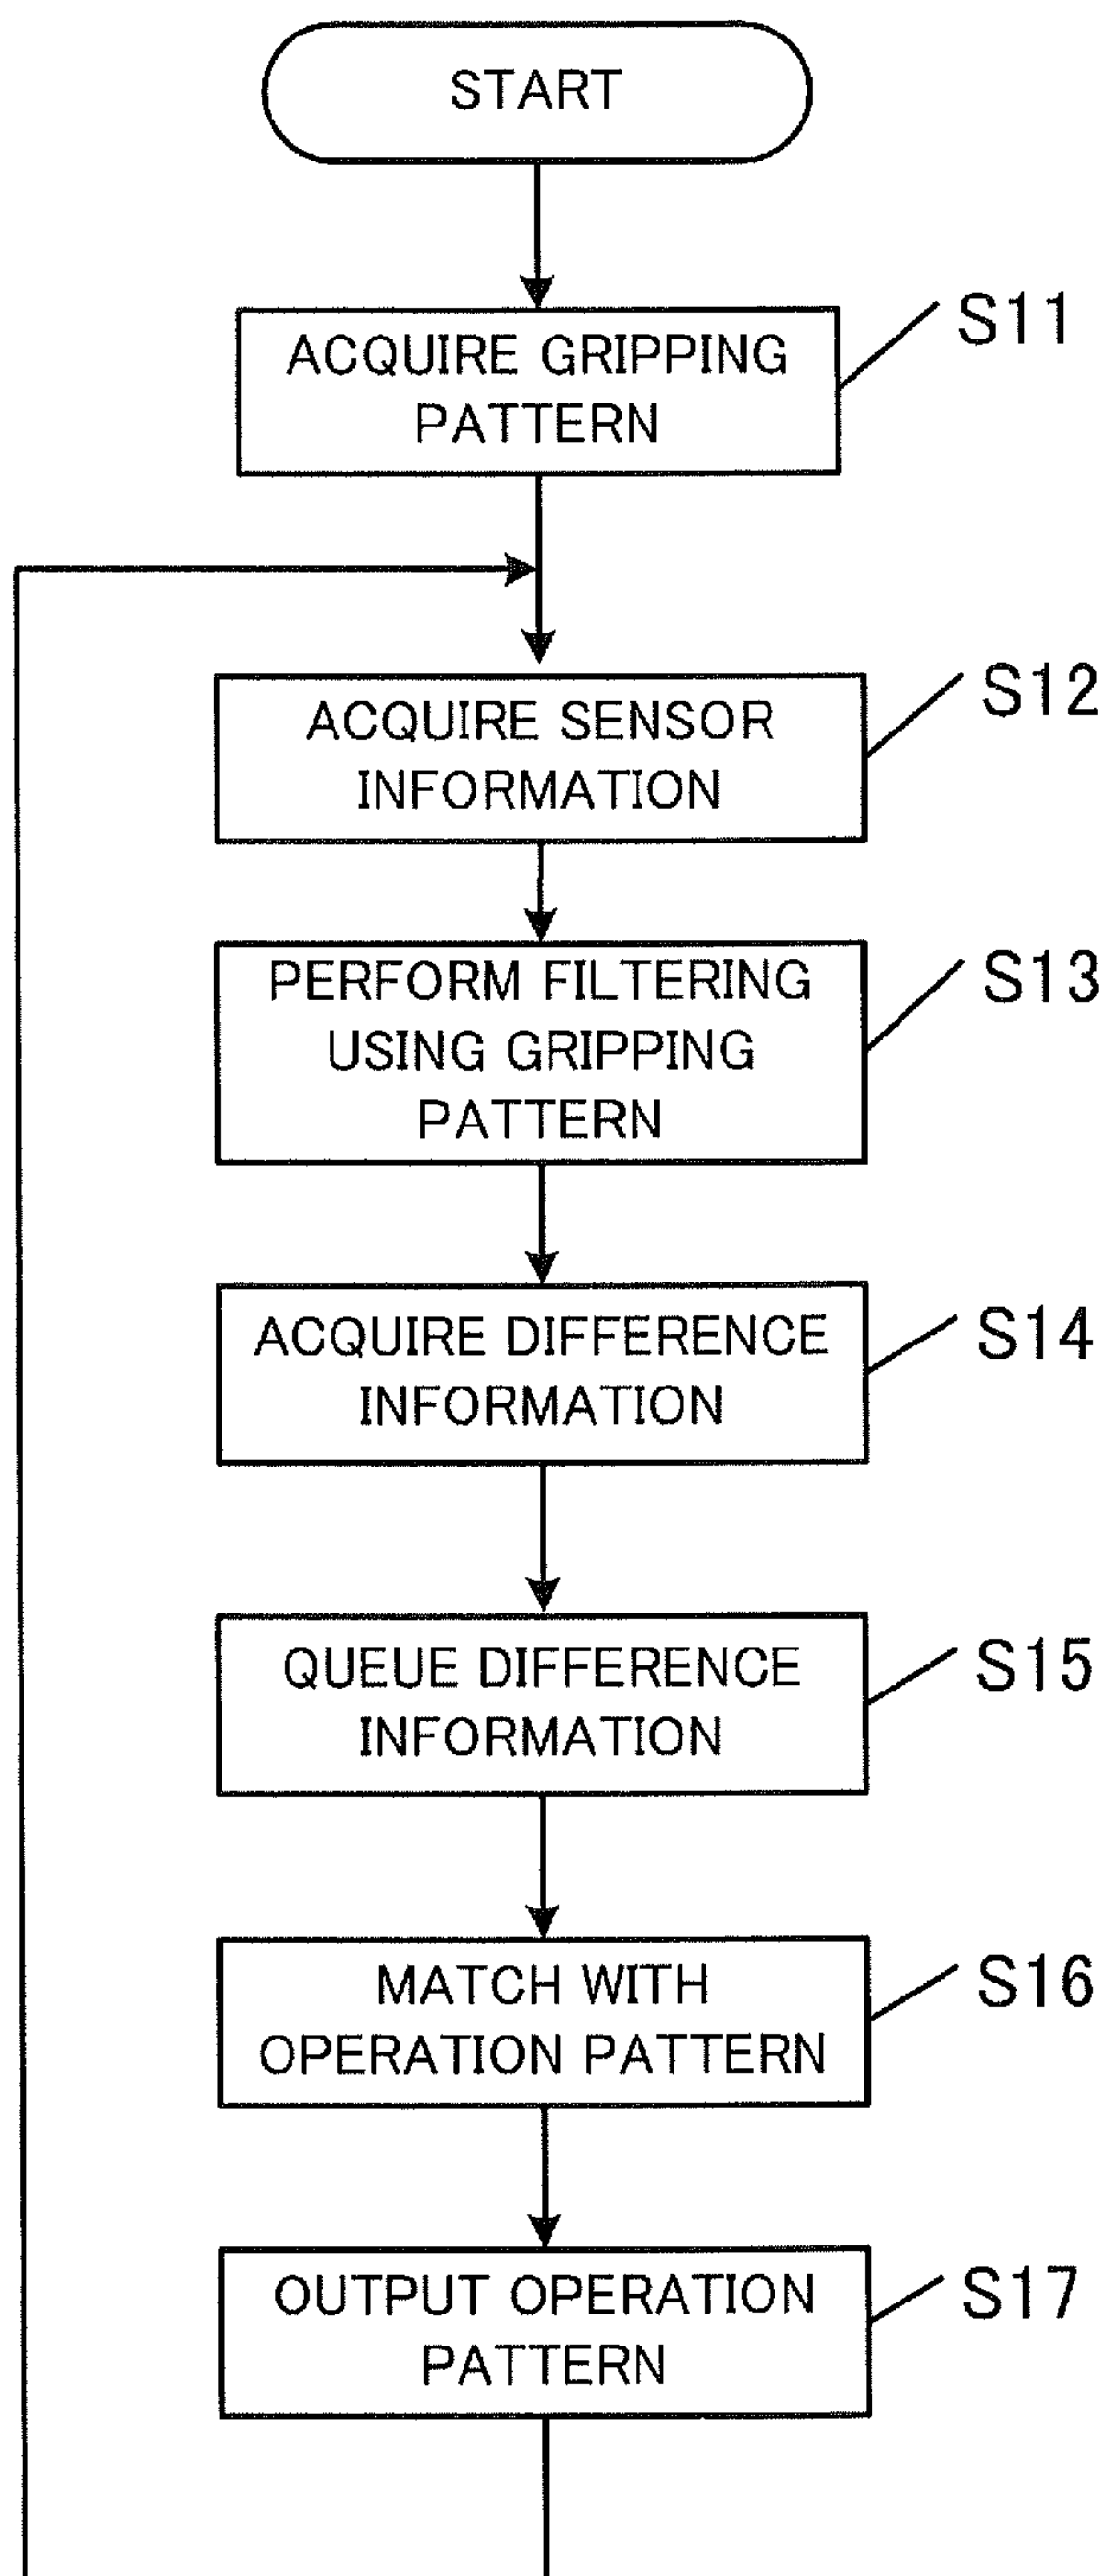 START
ACQUIRE GRIPPING
PATTERN
S11
ACQUIRE SENSOR
INFORMATION
S12
PERFORM FILTERING
USING GRIPPING
PATTERN
S13
ACQUIRE DIFFERENCE
INFORMATION
S14
QUEUE DIFFERENCE
INFORMATION
S15
MATCH WITH
OPERATION PATTERN
S16
OUTPUT OPERATION
PATTERN
S17